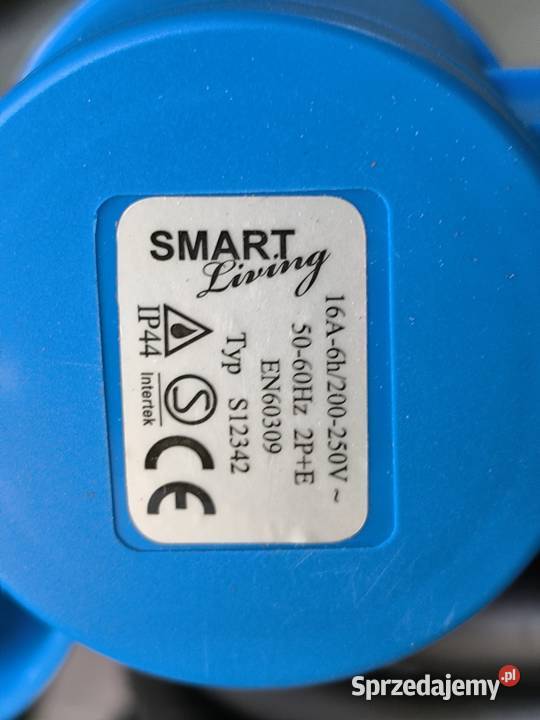 SMART
Living
16A-6h/200-250V ~
50-60Hz 2P+E
EN60309
Typ S12342
IP44
S
Intertek
CE
Sprzedajemy.pl